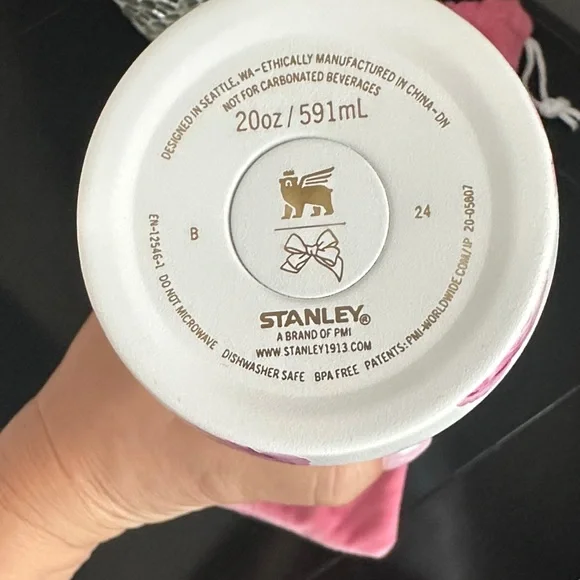 DESIGNED IN SEATTLE, WA-ETHICALLY MANUFACTURED IN CHINA-DN
NOT FOR CARBONATED BEVERAGES
20oz / 591mL
B
24
STANLEY®
A BRAND OF PMI
WWW.STANLEY1913.COM
EN-12546-1 DO NOT MICROWAVE DISHWASHER SAFE BPA FREE PATENTS: PMI-WORLDWIDE.COM/IP 20-05807